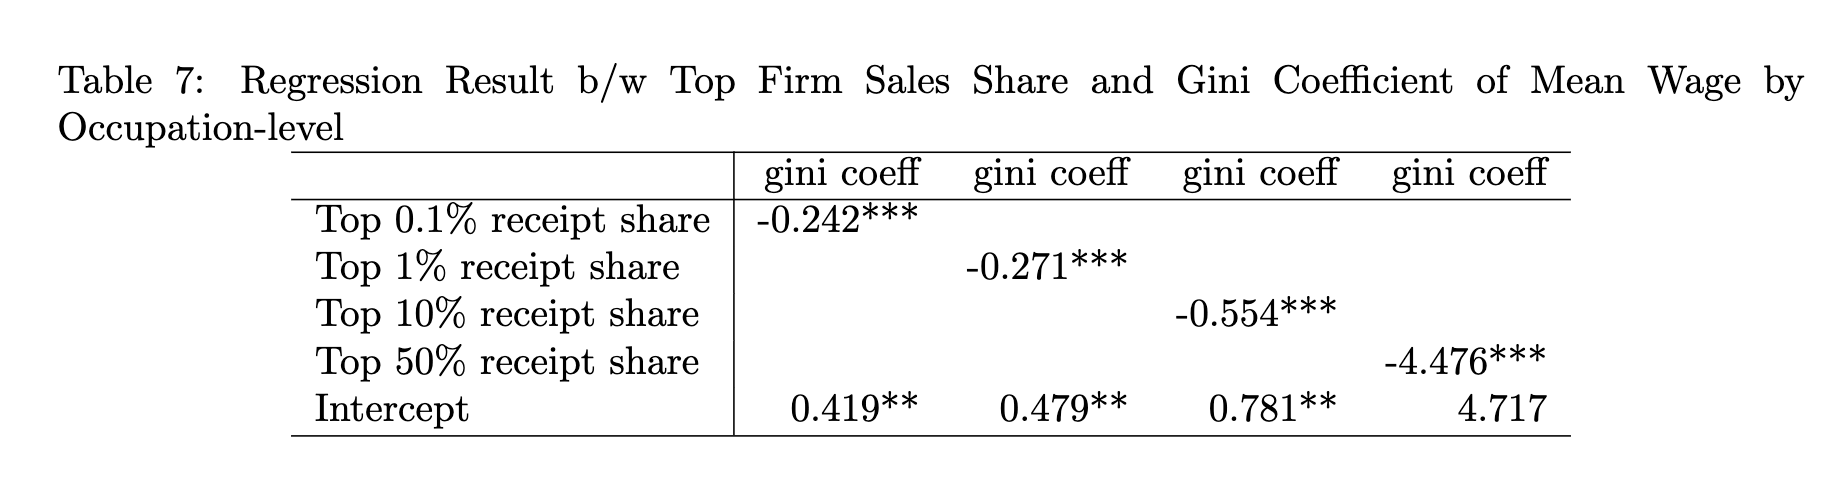 Table 7: Regression Result b/w Top Firm Sales Share and Gini Coefficient of Mean Wage by
Occupation-level
gini coeff gini coeff gini coeff gini coeff
Top 0.1% receipt share -0.242***
Top 1% receipt share -0.271***
Top 10% receipt share -0.554***
Top 50% receipt share -4.476***
Intercept 0.419** 0.479** 0.781** 4.717